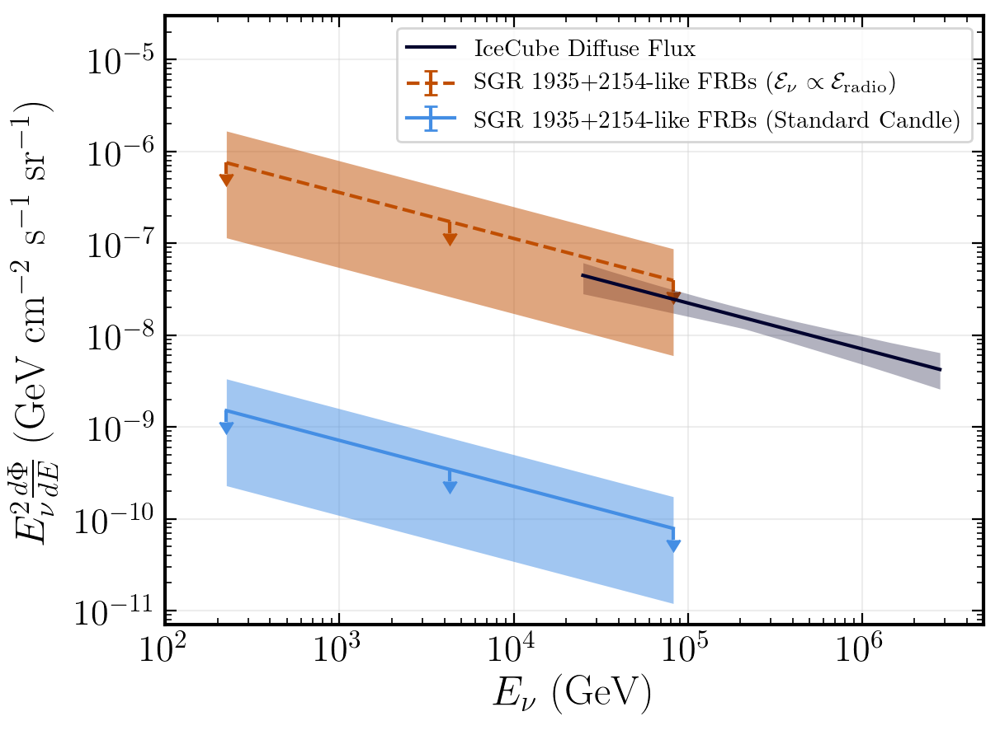 IceCube Diffuse Flux
SGR 1935+2154-like FRBs (ℰ_ν ∝ ℰ_radio)
SGR 1935+2154-like FRBs (Standard Candle)
10^−5
10^−6
10^−7
10^−8
10^−9
10^−10
10^−11
E_ν^2 dΦ/dE (GeV cm^−2 s^−1 sr^−1)
10^2 10^3 10^4 10^5 10^6
E_ν (GeV)